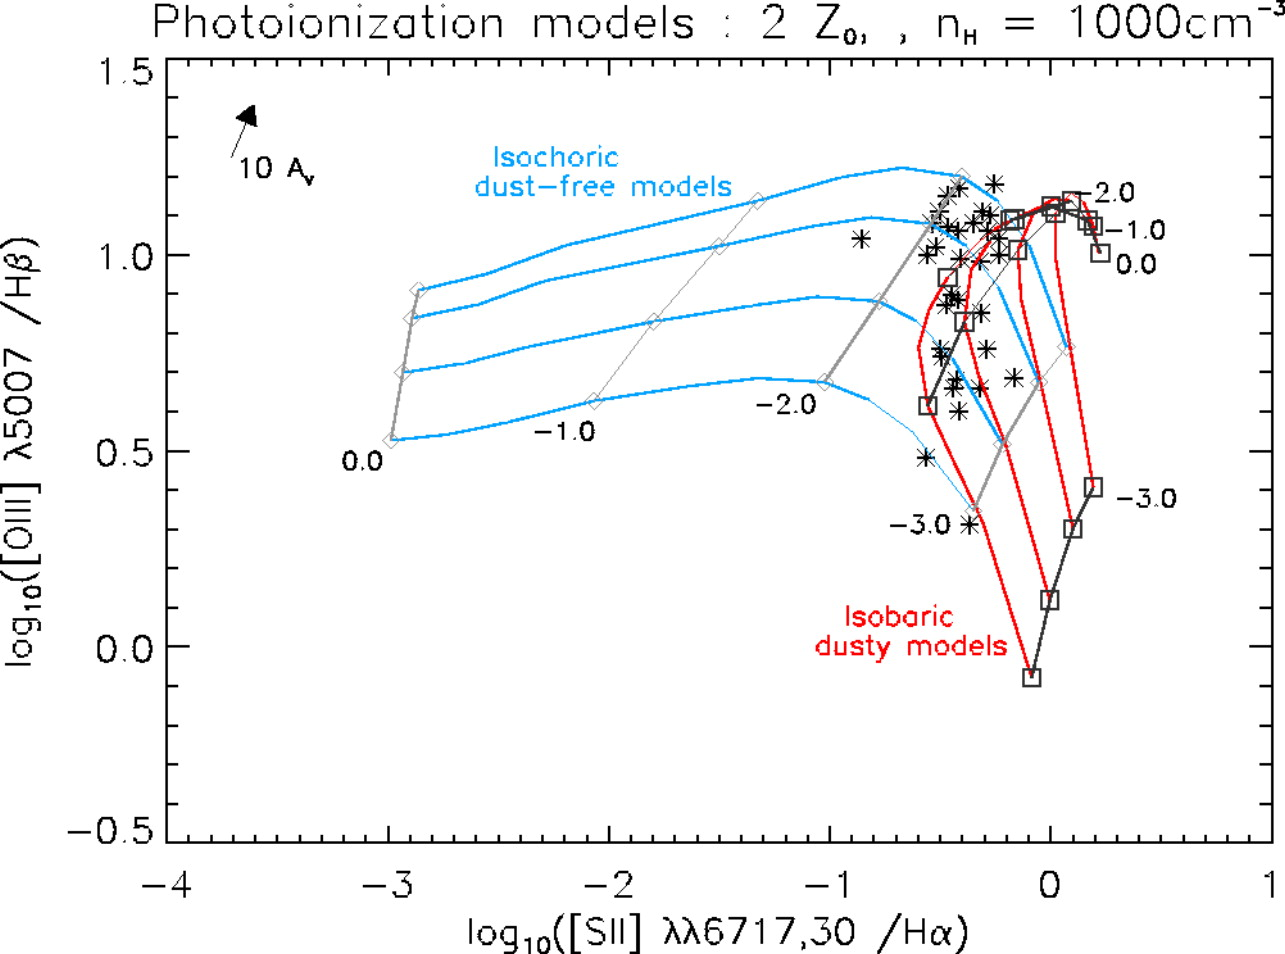 Photoionization models : 2 Z₀, , n_H = 1000cm⁻³
1.5
10 A_v
Isochoric
dust−free models
−2.0
−1.0
0.0
1.0
0.5
0.0
−0.5
0.0
−1.0
−2.0
−3.0
−3.0
Isobaric
dusty models
−4
−3
−2
−1
0
1
log₁₀([OIII] λ5007 /Hβ)
log₁₀([SII] λλ6717,30 /Hα)